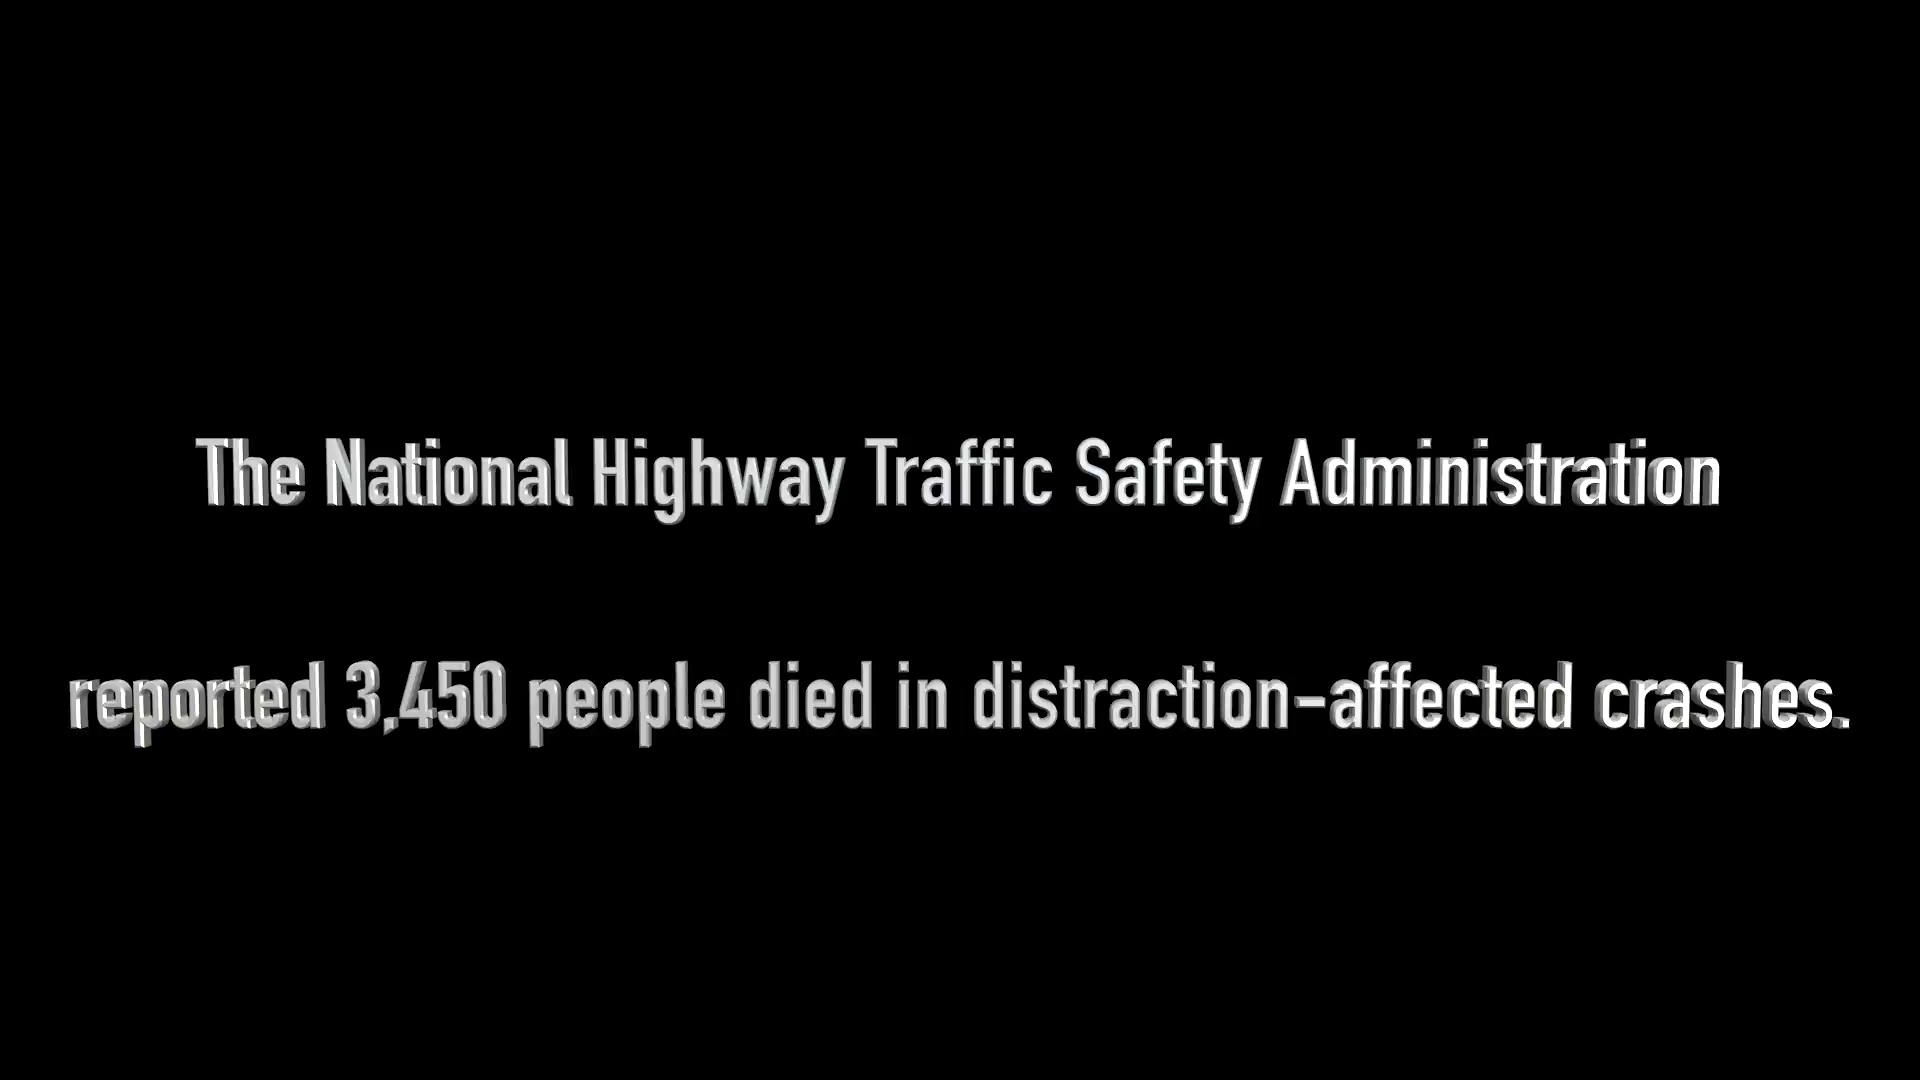 The National Highway Traffic Safety Administration
reported 3,450 people died in distraction-affected crashes.